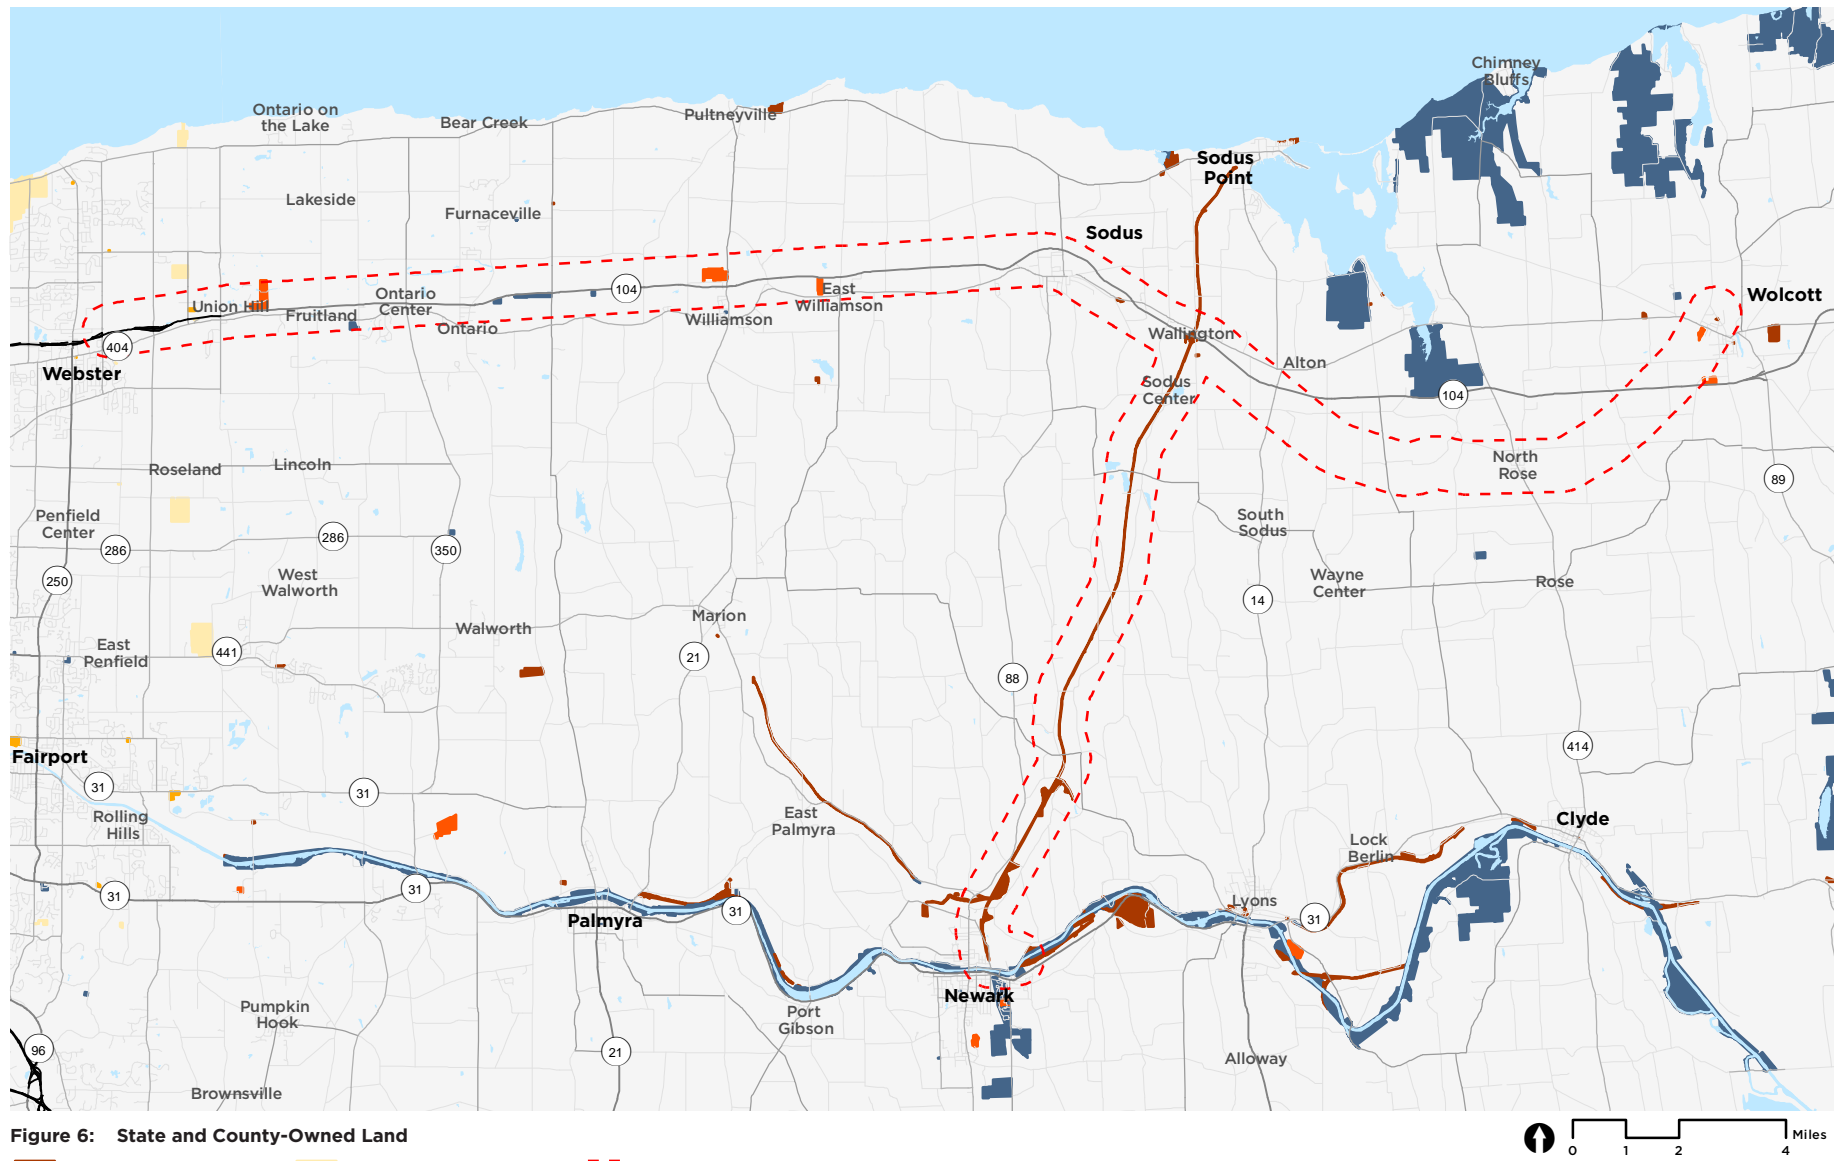 Chimney
Bluffs
Ontario on
the Lake
Bear Creek
Pultneyville
Sodus
Point
Lakeside
Furnaceville
Sodus
Union Hill
Ontario
Center
104
East
Williamson
Wolcott
Fruitland
Ontario
Williamson
Wallington
404
Webster
Alton
Sodus
Center
104
Roseland
Lincoln
North
Rose
89
Penfield
Center
286
286
350
South
Sodus
250
West
Walworth
Wayne
Center
Rose
14
Marion
Walworth
East
Penfield
441
21
88
Fairport
414
31
31
Rolling
Hills
East
Palmyra
Clyde
Lock
Berlin
31
31
Palmyra
31
Lyons
31
Newark
Pumpkin
Hook
Port
Gibson
96
21
Alloway
Brownsville
Figure 6: State and County-Owned Land
Miles
0 1 2 4